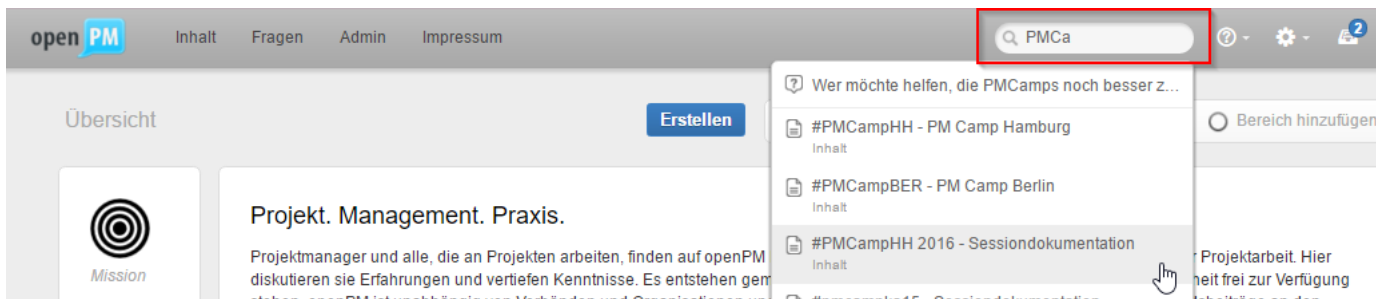 open PM Inhalt Fragen Admin Impressum PMCa 2
Wer möchte helfen, die PMCamps noch besser z...
Übersicht Erstellen Bereich hinzufügen
#PMCampHH - PM Camp Hamburg
Inhalt
#PMCampBER - PM Camp Berlin
Inhalt
Projekt. Management. Praxis.
#PMCampHH 2016 - Sessiondokumentation
Inhalt
Projektmanager und alle, die an Projekten arbeiten, finden auf openPM Projektarbeit. Hier
Mission
diskutieren sie Erfahrungen und vertiefen Kenntnisse. Es entstehen gem heit frei zur Verfügung